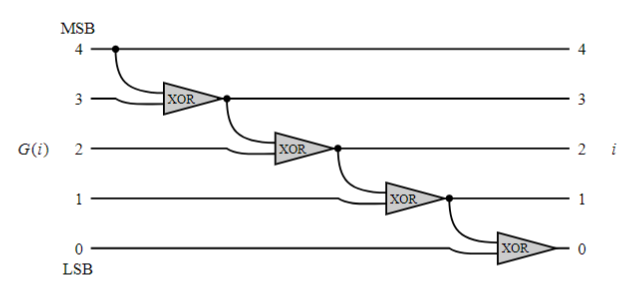 MSB
4 4
3 XOR 3
G(i) 2 XOR 2 i
1 XOR 1
0 XOR 0
LSB